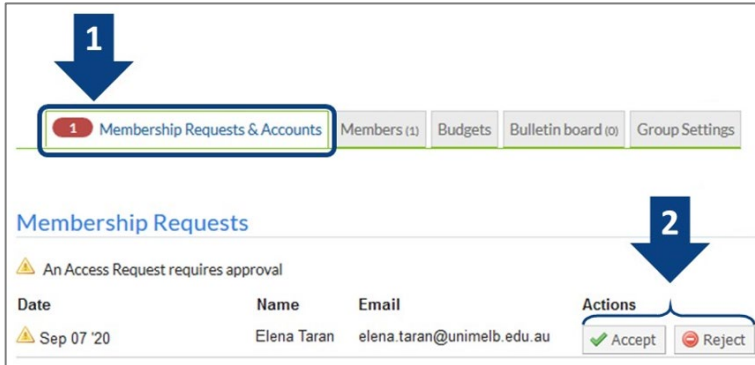 1
1 Membership Requests & Accounts Members (1) Budgets Bulletin board (0) Group Settings
Membership Requests
2
An Access Request requires approval
Date Name Email Actions
Sep 07 '20 Elena Taran elena.taran@unimelb.edu.au Accept Reject